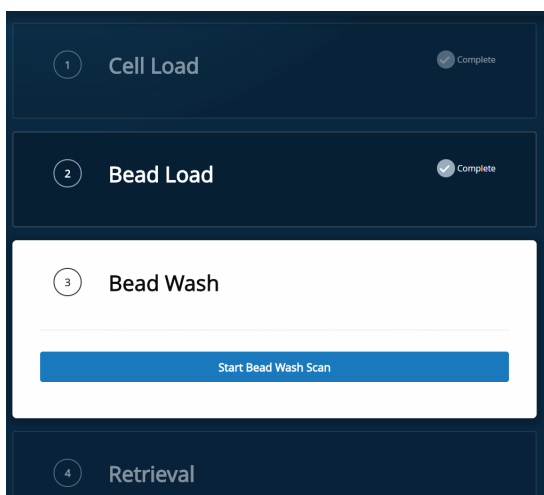 1 Cell Load Complete
2 Bead Load Complete
3 Bead Wash
Start Bead Wash Scan
4 Retrieval